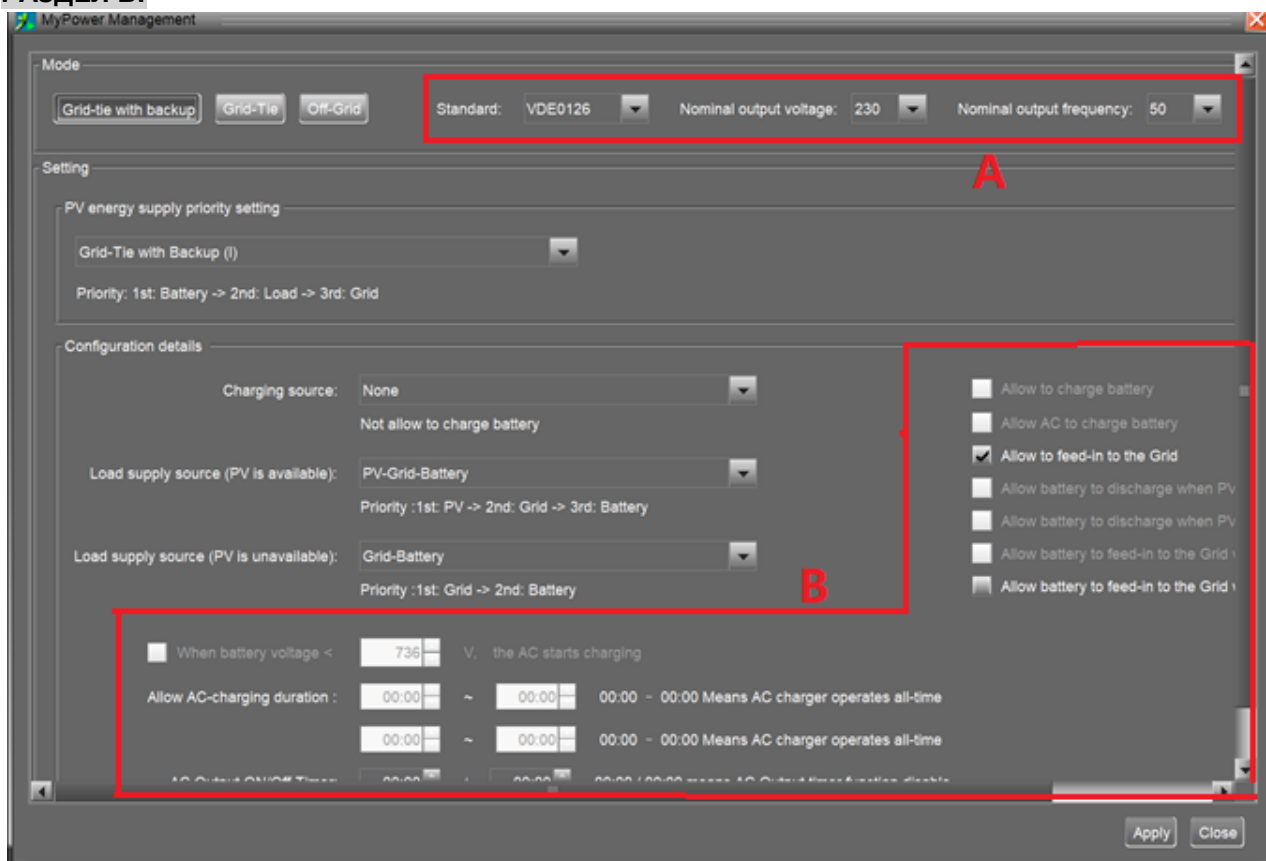 MyPower Management
Mode
Grid-tie with backup Grid-Tie Off-Grid Standard: VDE0126 Nominal output voltage: 230 Nominal output frequency: 50
A
Setting
PV energy supply priority setting
Grid-Tie with Backup (I)
Priority: 1st: Battery -> 2nd: Load -> 3rd: Grid
Configuration details
Charging source: None
Not allow to charge battery
Load supply source (PV is available): PV-Grid-Battery
Priority :1st: PV -> 2nd: Grid -> 3rd: Battery
Load supply source (PV is unavailable): Grid-Battery
Priority :1st: Grid -> 2nd: Battery
Allow to charge battery
Allow AC to charge battery
Allow to feed-in to the Grid
Allow battery to discharge when PV
Allow battery to discharge when PV
Allow battery to feed-in to the Grid
Allow battery to feed-in to the Grid
B
When battery voltage < 736 V, the AC starts charging
Allow AC-charging duration : 00:00 ~ 00:00 00:00 - 00:00 Means AC charger operates all-time
00:00 ~ 00:00 00:00 - 00:00 Means AC charger operates all-time
Apply Close